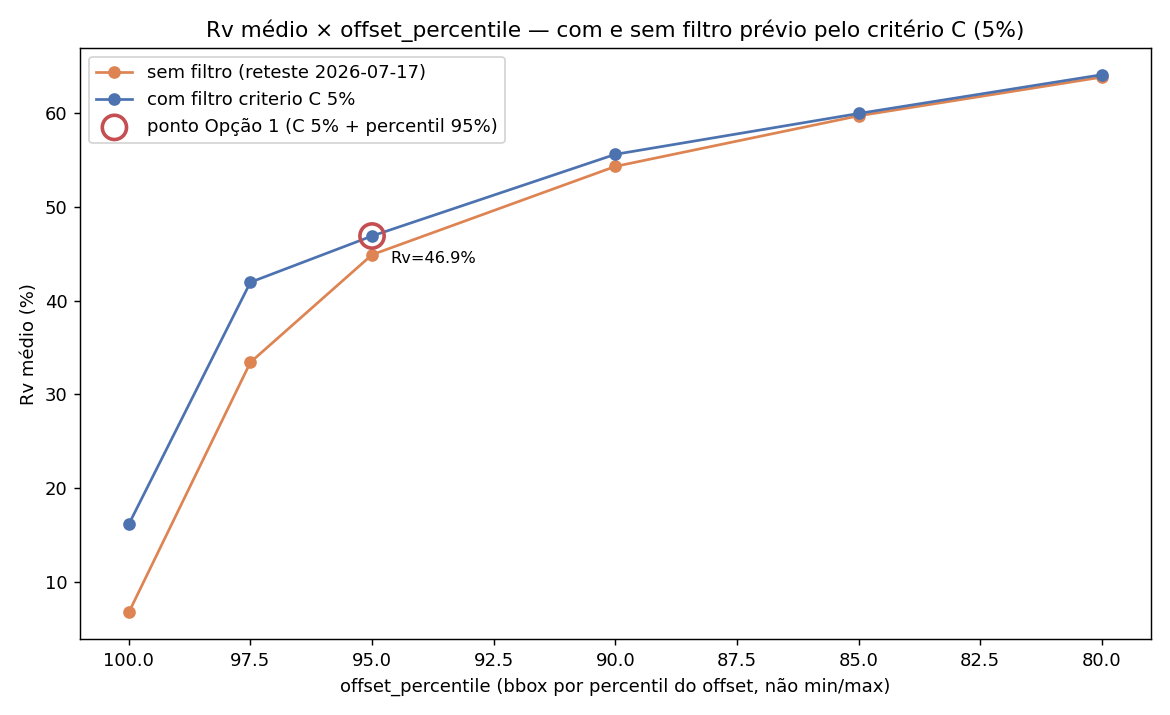 Rv médio × offset_percentile — com e sem filtro prévio pelo critério C (5%)
sem filtro (reteste 2026-07-17)
com filtro criterio C 5%
ponto Opção 1 (C 5% + percentil 95%)
Rv médio (%)
60
50
40
30
20
10
Rv=46.9%
100.0 97.5 95.0 92.5 90.0 87.5 85.0 82.5 80.0
offset_percentile (bbox por percentil do offset, não min/max)